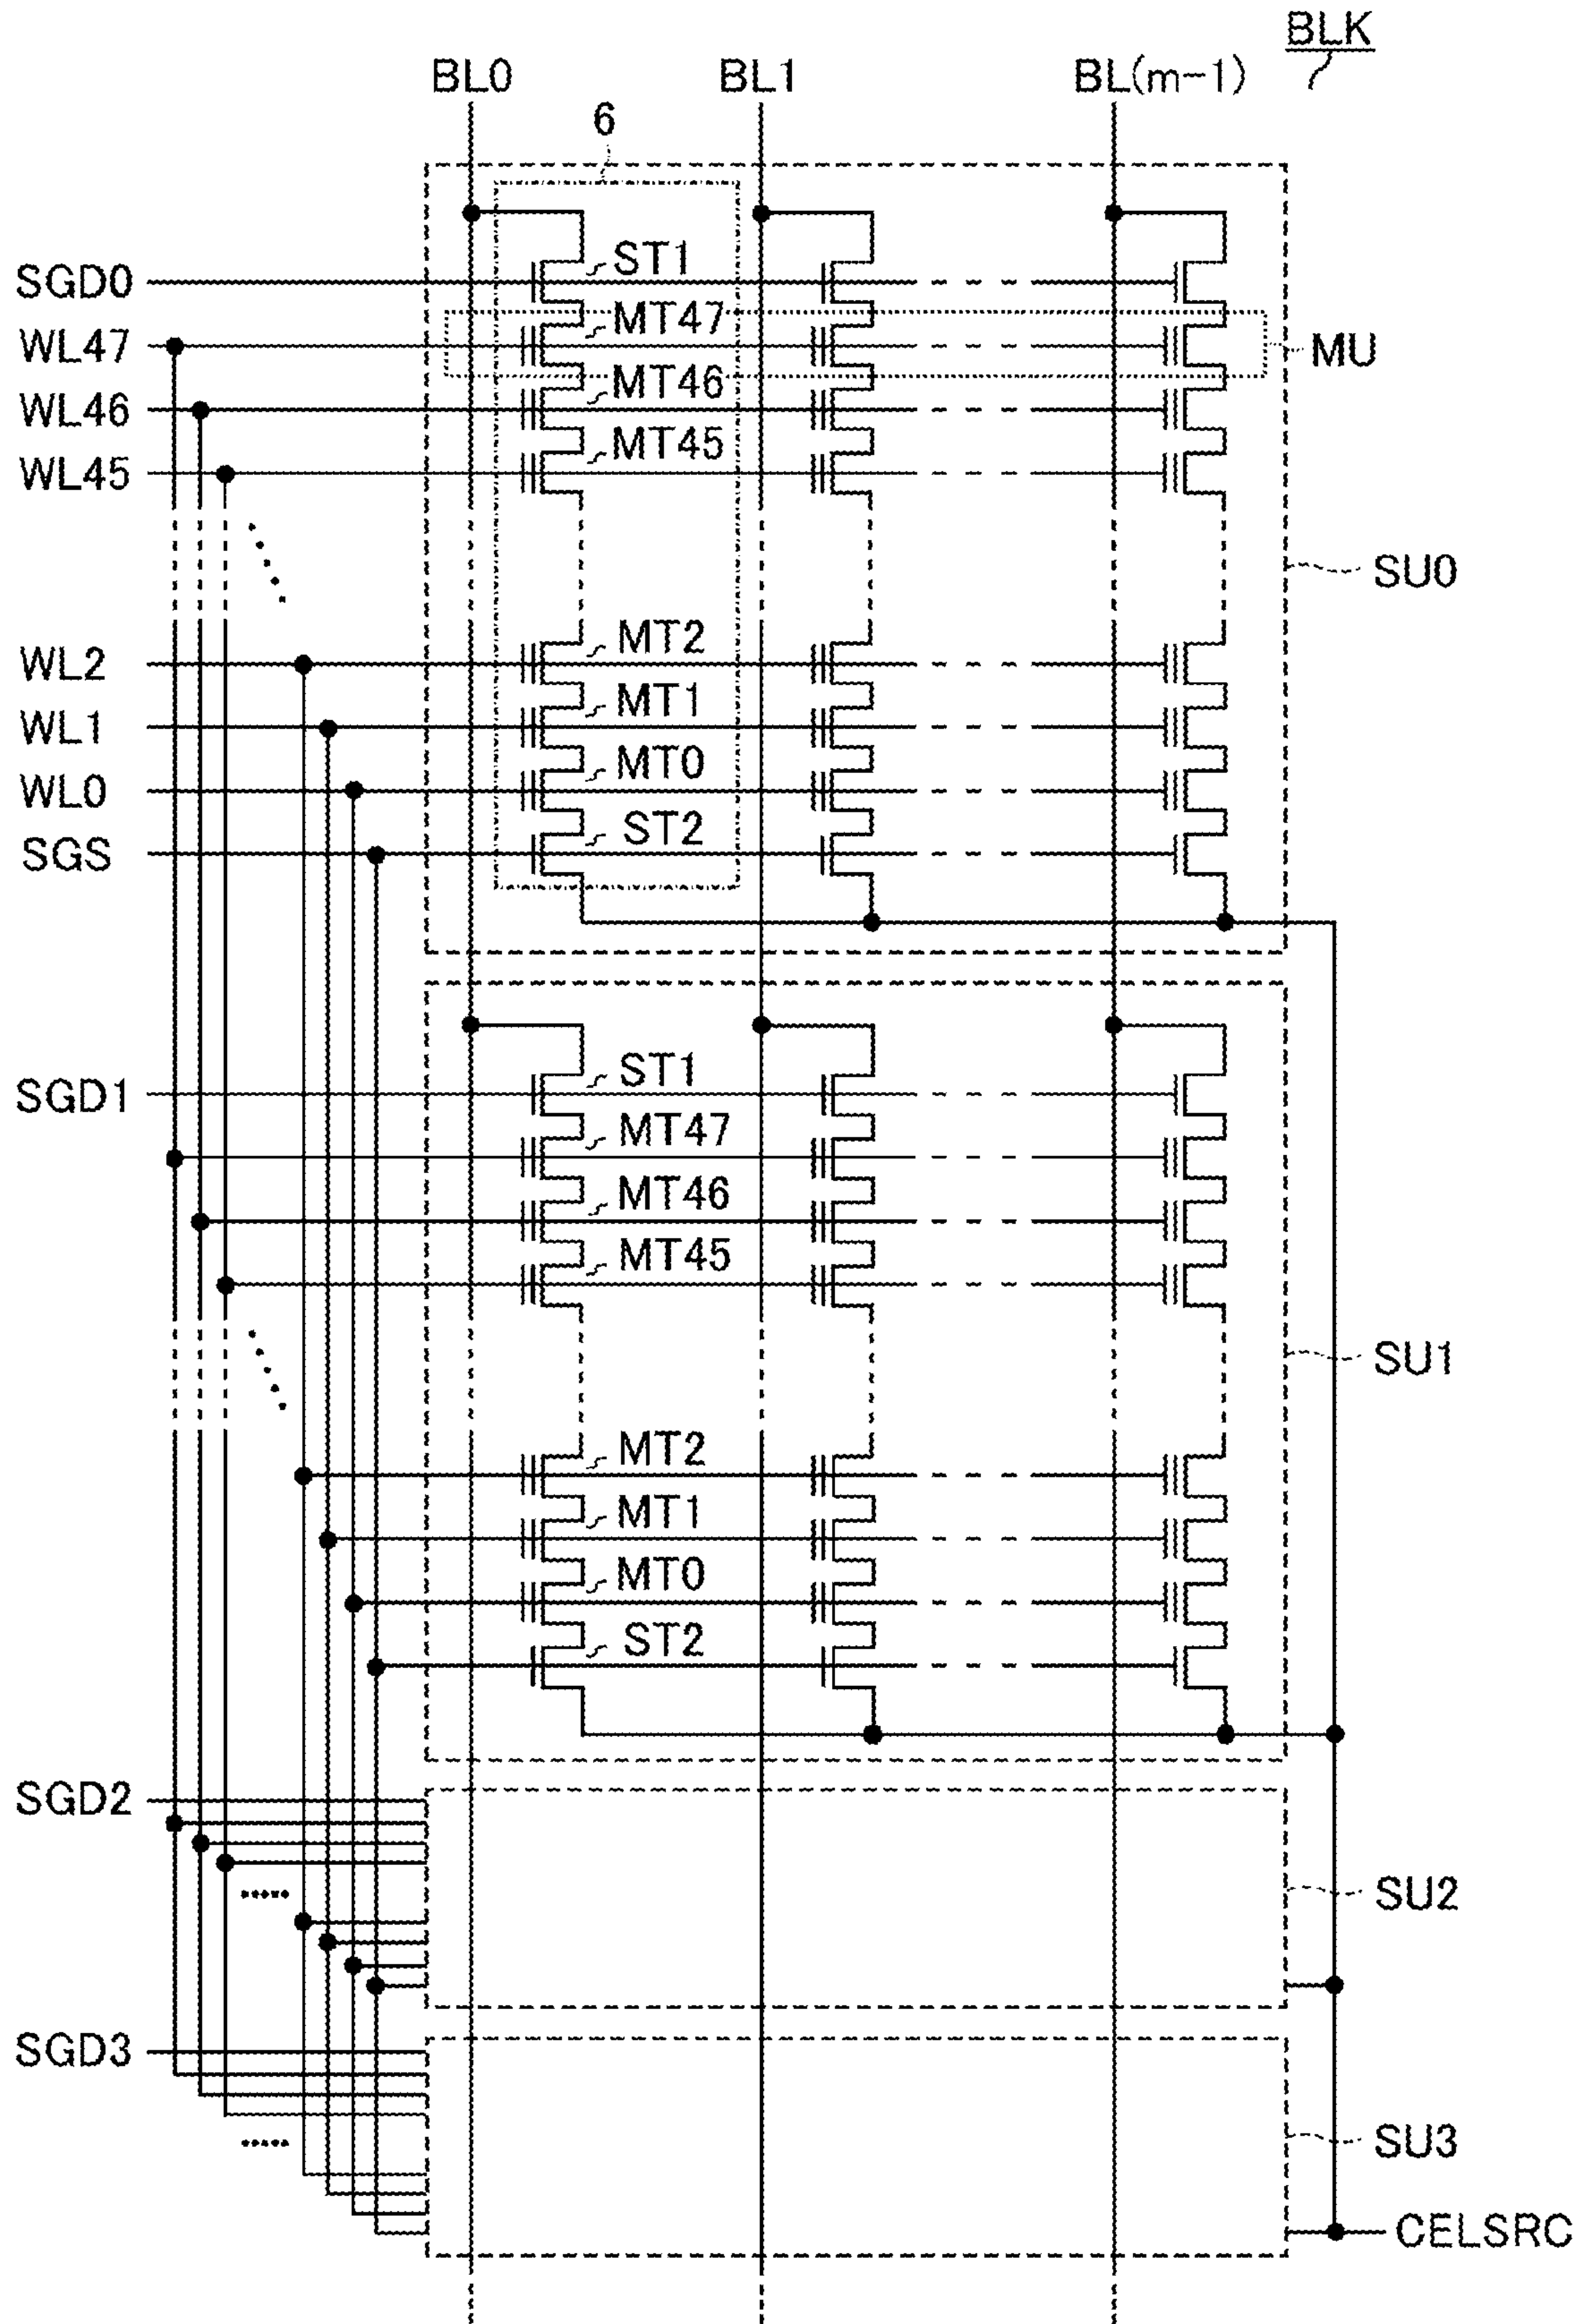 BLK
BL0 BL1 BL(m-1)
6
SGD0 ST1
WL47 MT47 MU
WL46 MT46
WL45 MT45
SU0
WL2 MT2
WL1 MT1
WL0 MT0
SGS ST2
SGD1 ST1
MT47
MT46
MT45
SU1
MT2
MT1
MT0
ST2
SGD2
SU2
SGD3
SU3
CELSRC